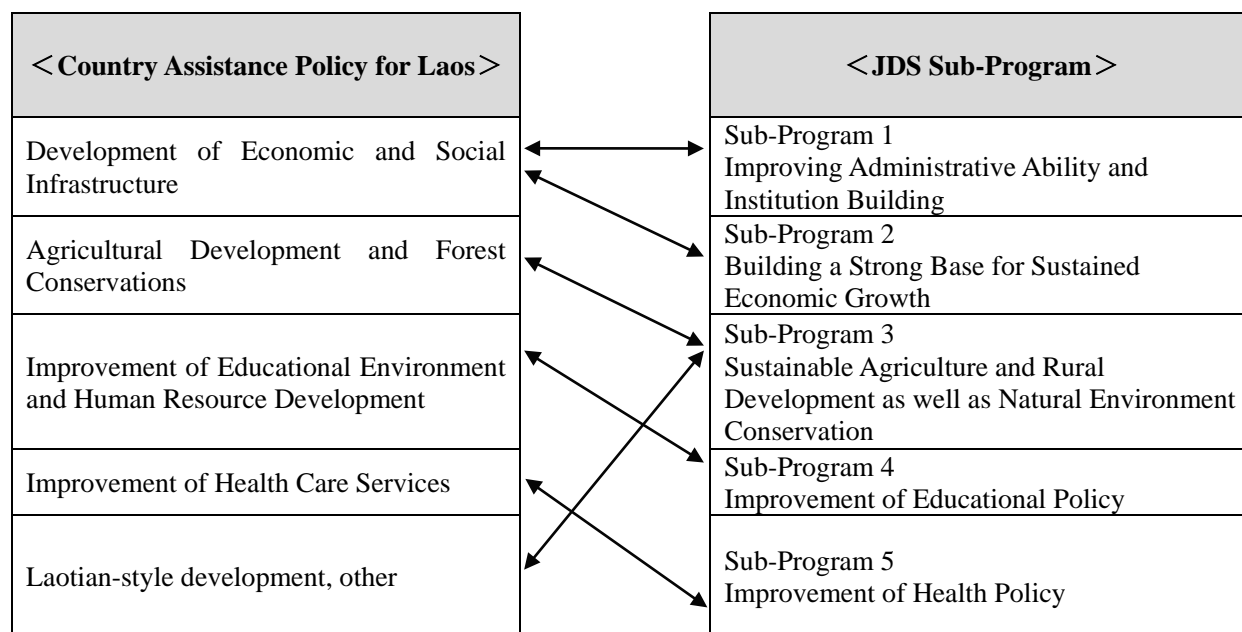 ＜Country Assistance Policy for Laos＞
Development of Economic and Social
Infrastructure
Agricultural Development and Forest
Conservations
Improvement of Educational Environment
and Human Resource Development
Improvement of Health Care Services
Laotian-style development, other
＜JDS Sub-Program＞
Sub-Program 1
Improving Administrative Ability and
Institution Building
Sub-Program 2
Building a Strong Base for Sustained
Economic Growth
Sub-Program 3
Sustainable Agriculture and Rural
Development as well as Natural Environment
Conservation
Sub-Program 4
Improvement of Educational Policy
Sub-Program 5
Improvement of Health Policy